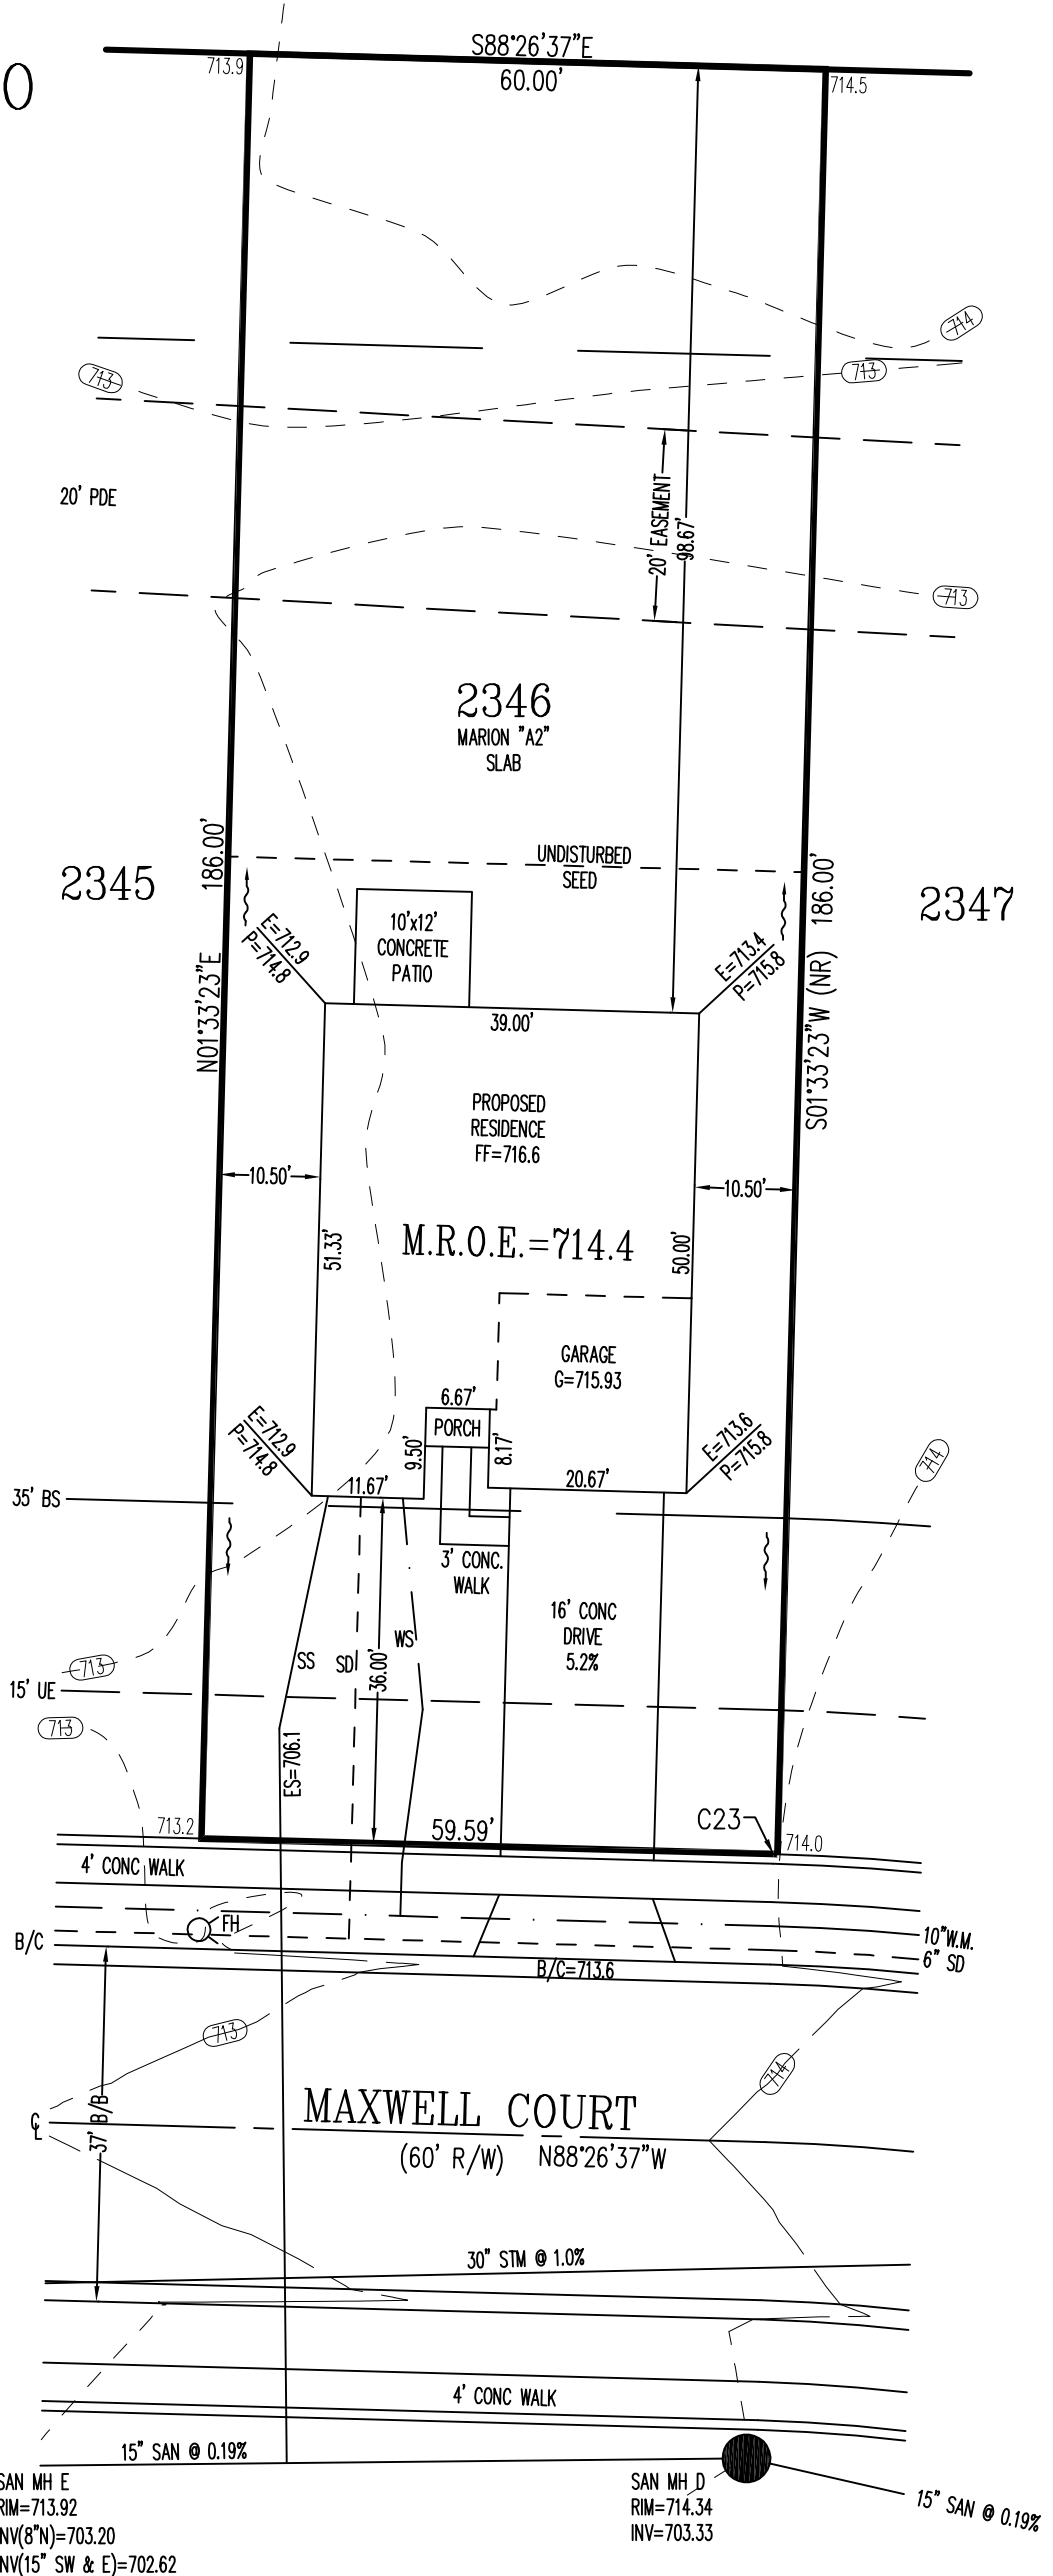 S88°26'37"E
713.9
60.00'
714.5
O
714
713
713
20' PDE
20' EASEMENT
98.67'
713
2346
MARION "A2"
SLAB
186.00'
N01°33'23"E
2345
UNDISTURBED
SEED
186.00'
S01°33'23"W (NR)
2347
10'x12'
CONCRETE
PATIO
E=712.9
P=714.8
E=713.4
P=715.8
39.00'
PROPOSED
RESIDENCE
FF=716.6
10.50'
10.50'
51.33'
M.R.O.E.=714.4
50.00'
GARAGE
G=715.93
6.67'
PORCH
9.50'
8.17'
E=712.9
P=714.8
E=713.6
P=715.8
714
11.67'
20.67'
35' BS
3' CONC.
WALK
16' CONC
DRIVE
5.2%
SS
SD
36.00'
WS
713
15' UE
713
ES=706.1
713.2
59.59'
C23
714.0
4' CONC WALK
FH
B/C
10"W.M.
6" SD
B/C=713.6
713
714
37' B/B
MAXWELL COURT
CL
(60' R/W) N88°26'37"W
30" STM @ 1.0%
4' CONC WALK
15" SAN @ 0.19%
SAN MH E
RIM=713.92
NV(8"N)=703.20
NV(15" SW & E)=702.62
SAN MH D
RIM=714.34
INV=703.33
15" SAN @ 0.19%